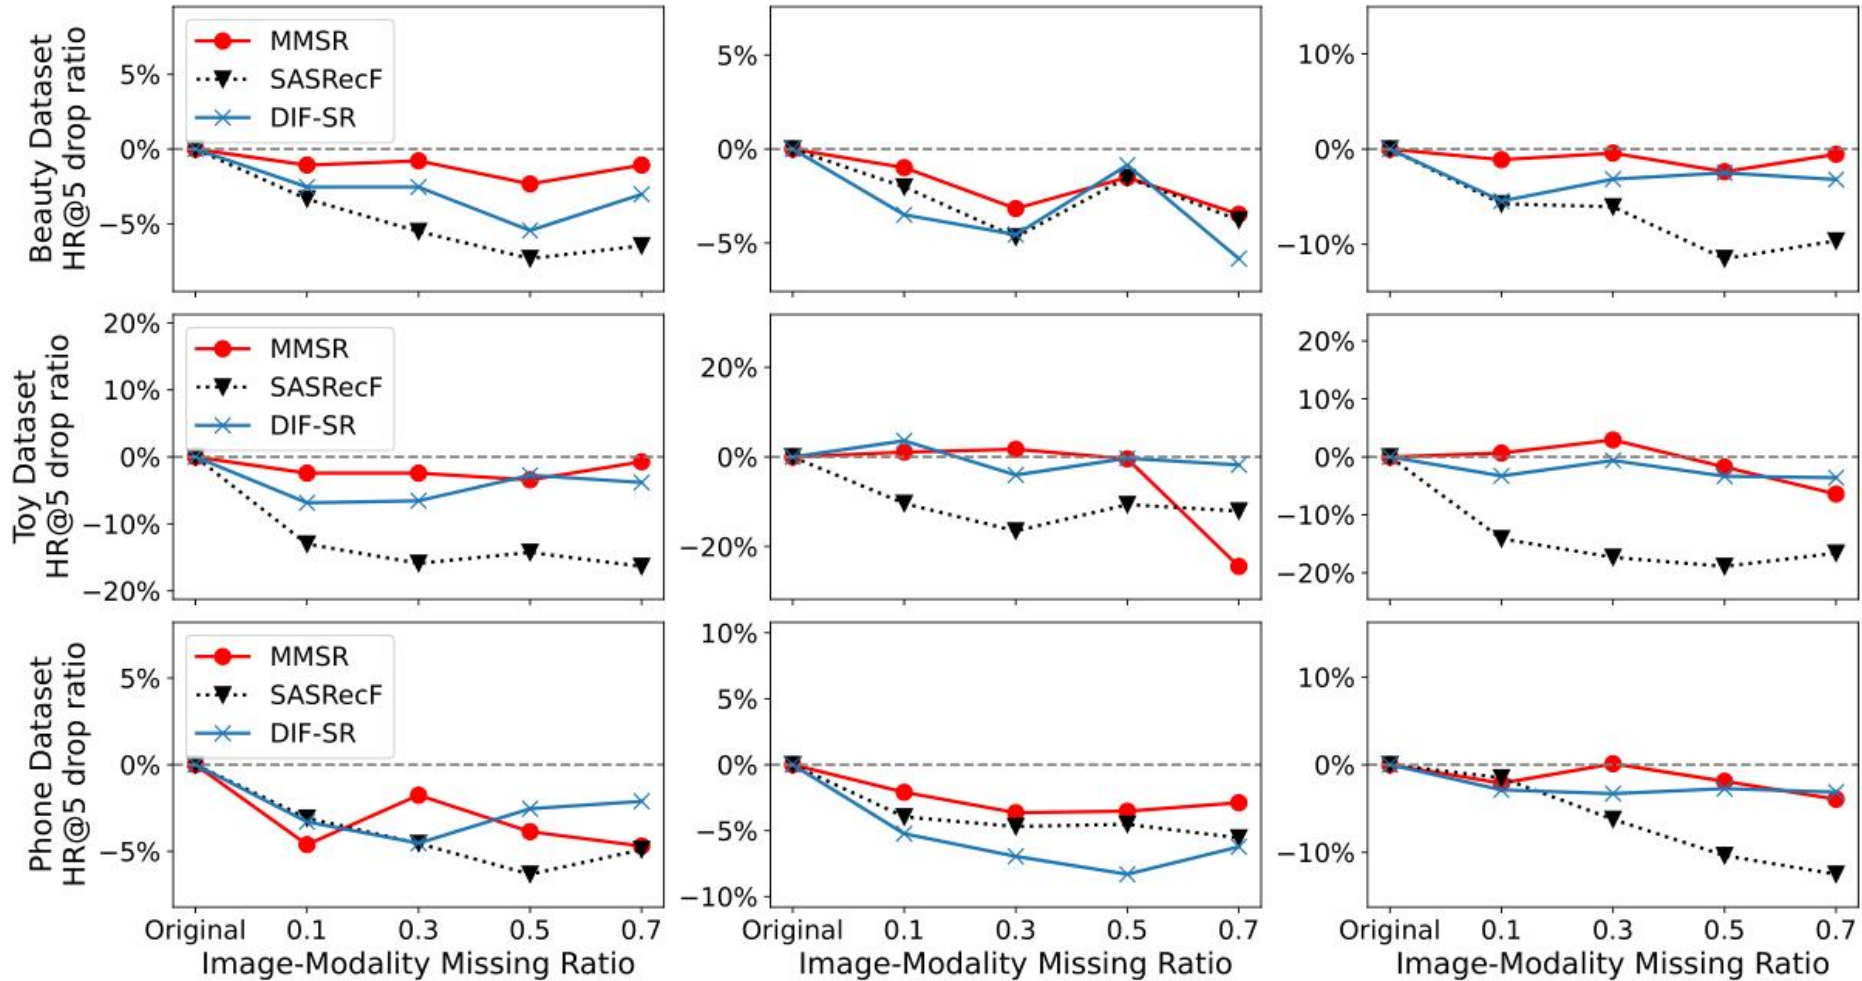 Beauty Dataset
HR@5 drop ratio
5%
0%
−5%
MMSR
SASRecF
DIF-SR
5%
0%
−5%
10%
0%
−10%
Toy Dataset
HR@5 drop ratio
20%
10%
0%
−10%
−20%
MMSR
SASRecF
DIF-SR
20%
0%
−20%
20%
10%
0%
−10%
−20%
Phone Dataset
HR@5 drop ratio
5%
0%
−5%
MMSR
SASRecF
DIF-SR
10%
5%
0%
−5%
−10%
10%
0%
−10%
Original 0.1 0.3 0.5 0.7
Image-Modality Missing Ratio
Original 0.1 0.3 0.5 0.7
Image-Modality Missing Ratio
Original 0.1 0.3 0.5 0.7
Image-Modality Missing Ratio